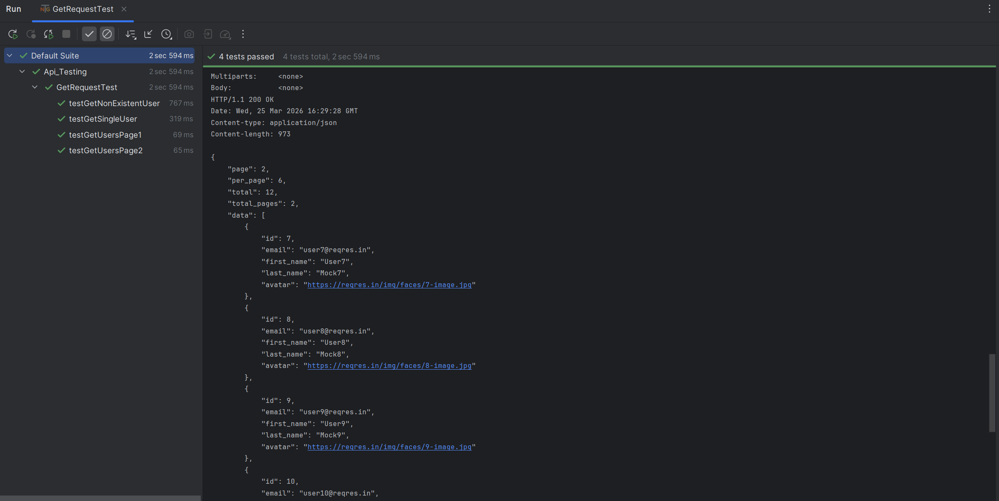 Run GetRequestTest
Default Suite 2 sec 594 ms
Api_Testing 2 sec 594 ms
GetRequestTest 2 sec 594 ms
testGetNonExistentUser 767 ms
testGetSingleUser 319 ms
testGetUsersPage1 69 ms
testGetUsersPage2 65 ms
4 tests passed 4 tests total, 2 sec 594 ms
Multiparts: <none>
Body: <none>
HTTP/1.1 200 OK
Date: Wed, 25 Mar 2026 16:29:28 GMT
Content-type: application/json
Content-length: 973
{
"page": 2,
"per_page": 6,
"total": 12,
"total_pages": 2,
"data": [
{
"id": 7,
"email": "user7@reqres.in",
"first_name": "User7",
"last_name": "Mock7",
"avatar": "https://reqres.in/img/faces/7-image.jpg"
},
{
"id": 8,
"email": "user8@reqres.in",
"first_name": "User8",
"last_name": "Mock8",
"avatar": "https://reqres.in/img/faces/8-image.jpg"
},
{
"id": 9,
"email": "user9@reqres.in",
"first_name": "User9",
"last_name": "Mock9",
"avatar": "https://reqres.in/img/faces/9-image.jpg"
},
{
"id": 10,
"email": "user10@reqres.in",